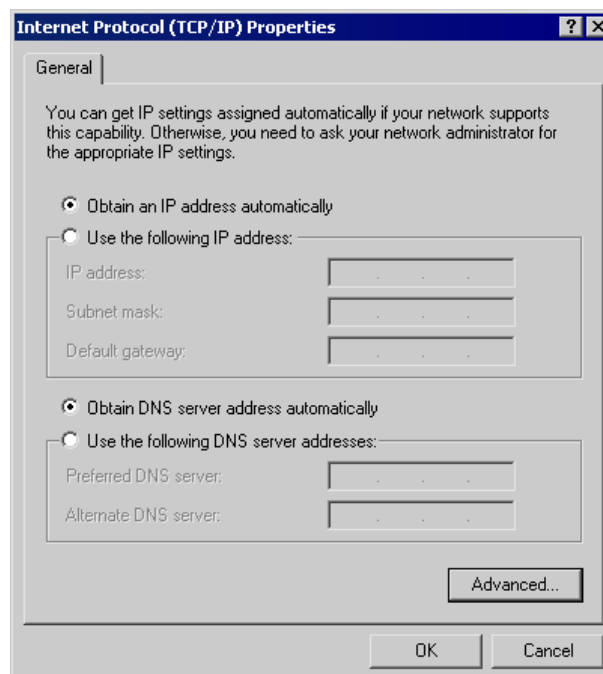 Internet Protocol (TCP/IP) Properties
General
You can get IP settings assigned automatically if your network supports
this capability. Otherwise, you need to ask your network administrator for
the appropriate IP settings.
Obtain an IP address automatically
Use the following IP address:
IP address:
Subnet mask:
Default gateway:
Obtain DNS server address automatically
Use the following DNS server addresses:
Preferred DNS server:
Alternate DNS server:
Advanced...
OK
Cancel